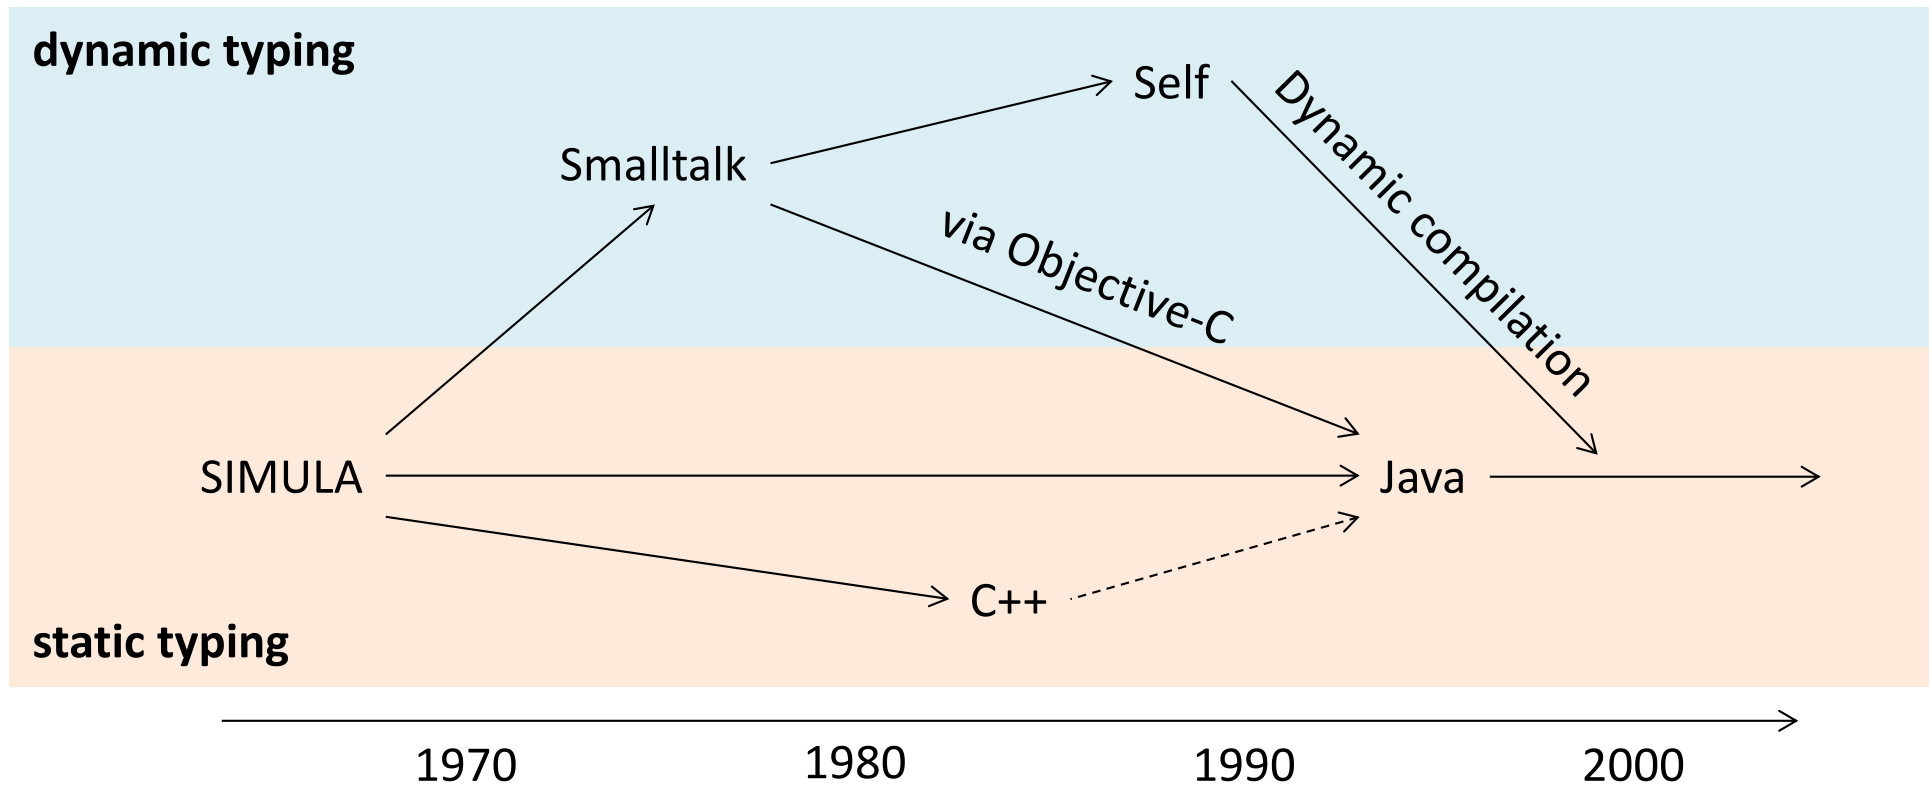 dynamic typing
Self
Dynamic compilation
Smalltalk
via Objective-C
SIMULA
Java
C++
static typing
1970
1980
1990
2000